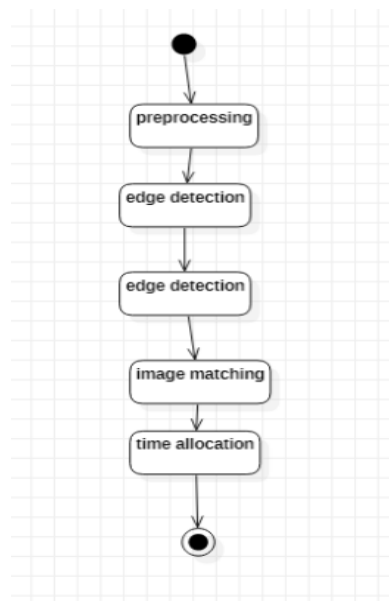 preprocessing
edge detection
edge detection
image matching
time allocation